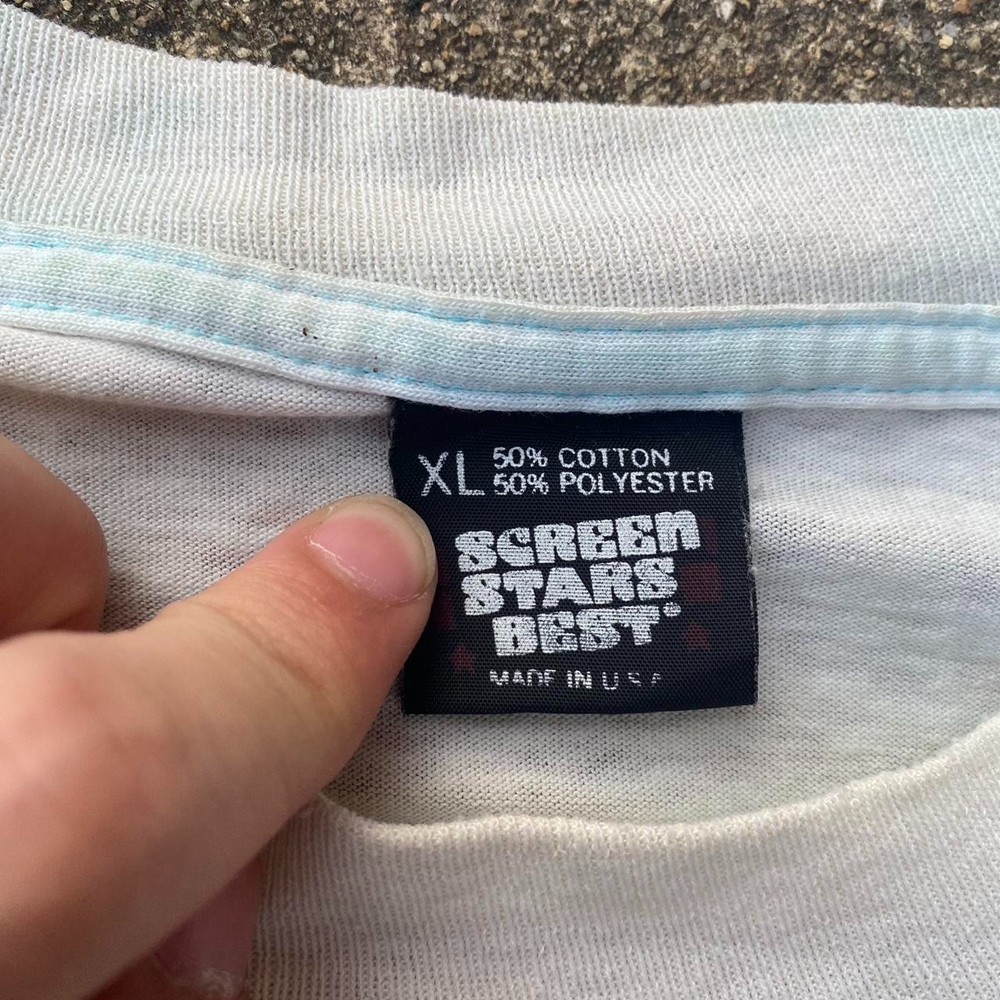 XL 50% COTTON
50% POLYESTER
SCREEN
STARS
BEST®
MADE IN U S A